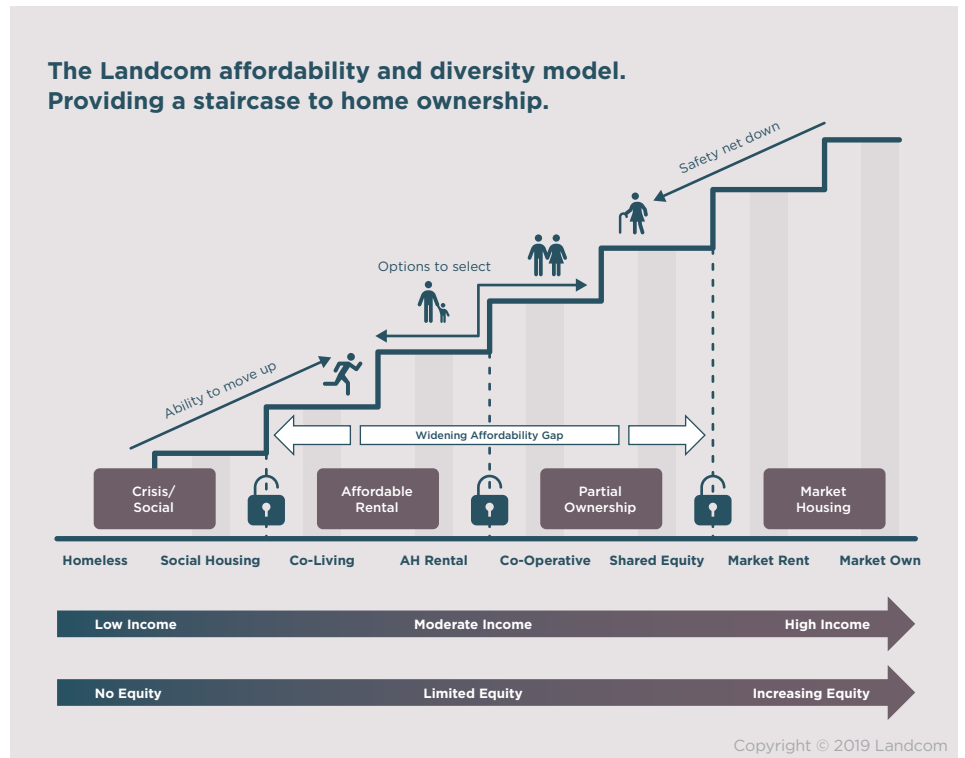 The Landcom affordability and diversity model.
Providing a staircase to home ownership.
Safety net down
Options to select
Ability to move up
Widening Affordability Gap
Crisis/
Social
Affordable
Rental
Partial
Ownership
Market
Housing
Homeless
Social Housing
Co-Living
AH Rental
Co-Operative
Shared Equity
Market Rent
Market Own
Low Income
Moderate Income
High Income
No Equity
Limited Equity
Increasing Equity
Copyright © 2019 Landcom